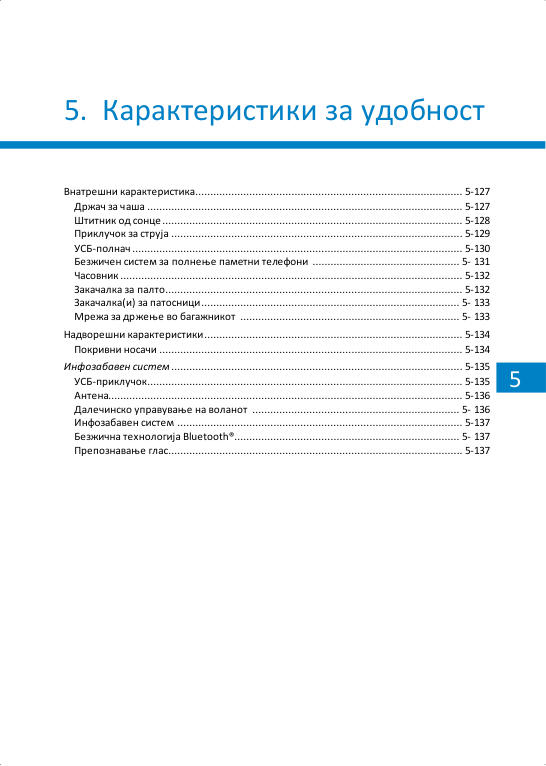 5. Карактеристики за удобност
Внатрешни карактеристика................................................................................................ 5-127
Држач за чаша ................................................................................................................. 5-127
Штитник од сонце ............................................................................................................ 5-128
Приклучок за струја ......................................................................................................... 5-129
УСБ-полнач ...................................................................................................................... 5-130
Безжичен систем за полнење паметни телефони ..................................................... 5- 131
Часовник .......................................................................................................................... 5-132
Закачалка за палто........................................................................................................... 5-132
Закачалка(и) за патосници.............................................................................................. 5- 133
Мрежа за држење во багажникот ............................................................................... 5- 133
Надворешни карактеристики............................................................................................. 5-134
Покривни носачи ............................................................................................................. 5-134
Инфозабавен систем ......................................................................................................... 5-135
УСБ-приклучок................................................................................................................. 5-135
Антена............................................................................................................................... 5-136
Далечинско управување на воланот ........................................................................... 5- 136
Инфозабавен систем ....................................................................................................... 5-137
Безжична технологија Bluetooth®.................................................................................. 5- 137
Препознавање глас.......................................................................................................... 5-137
5